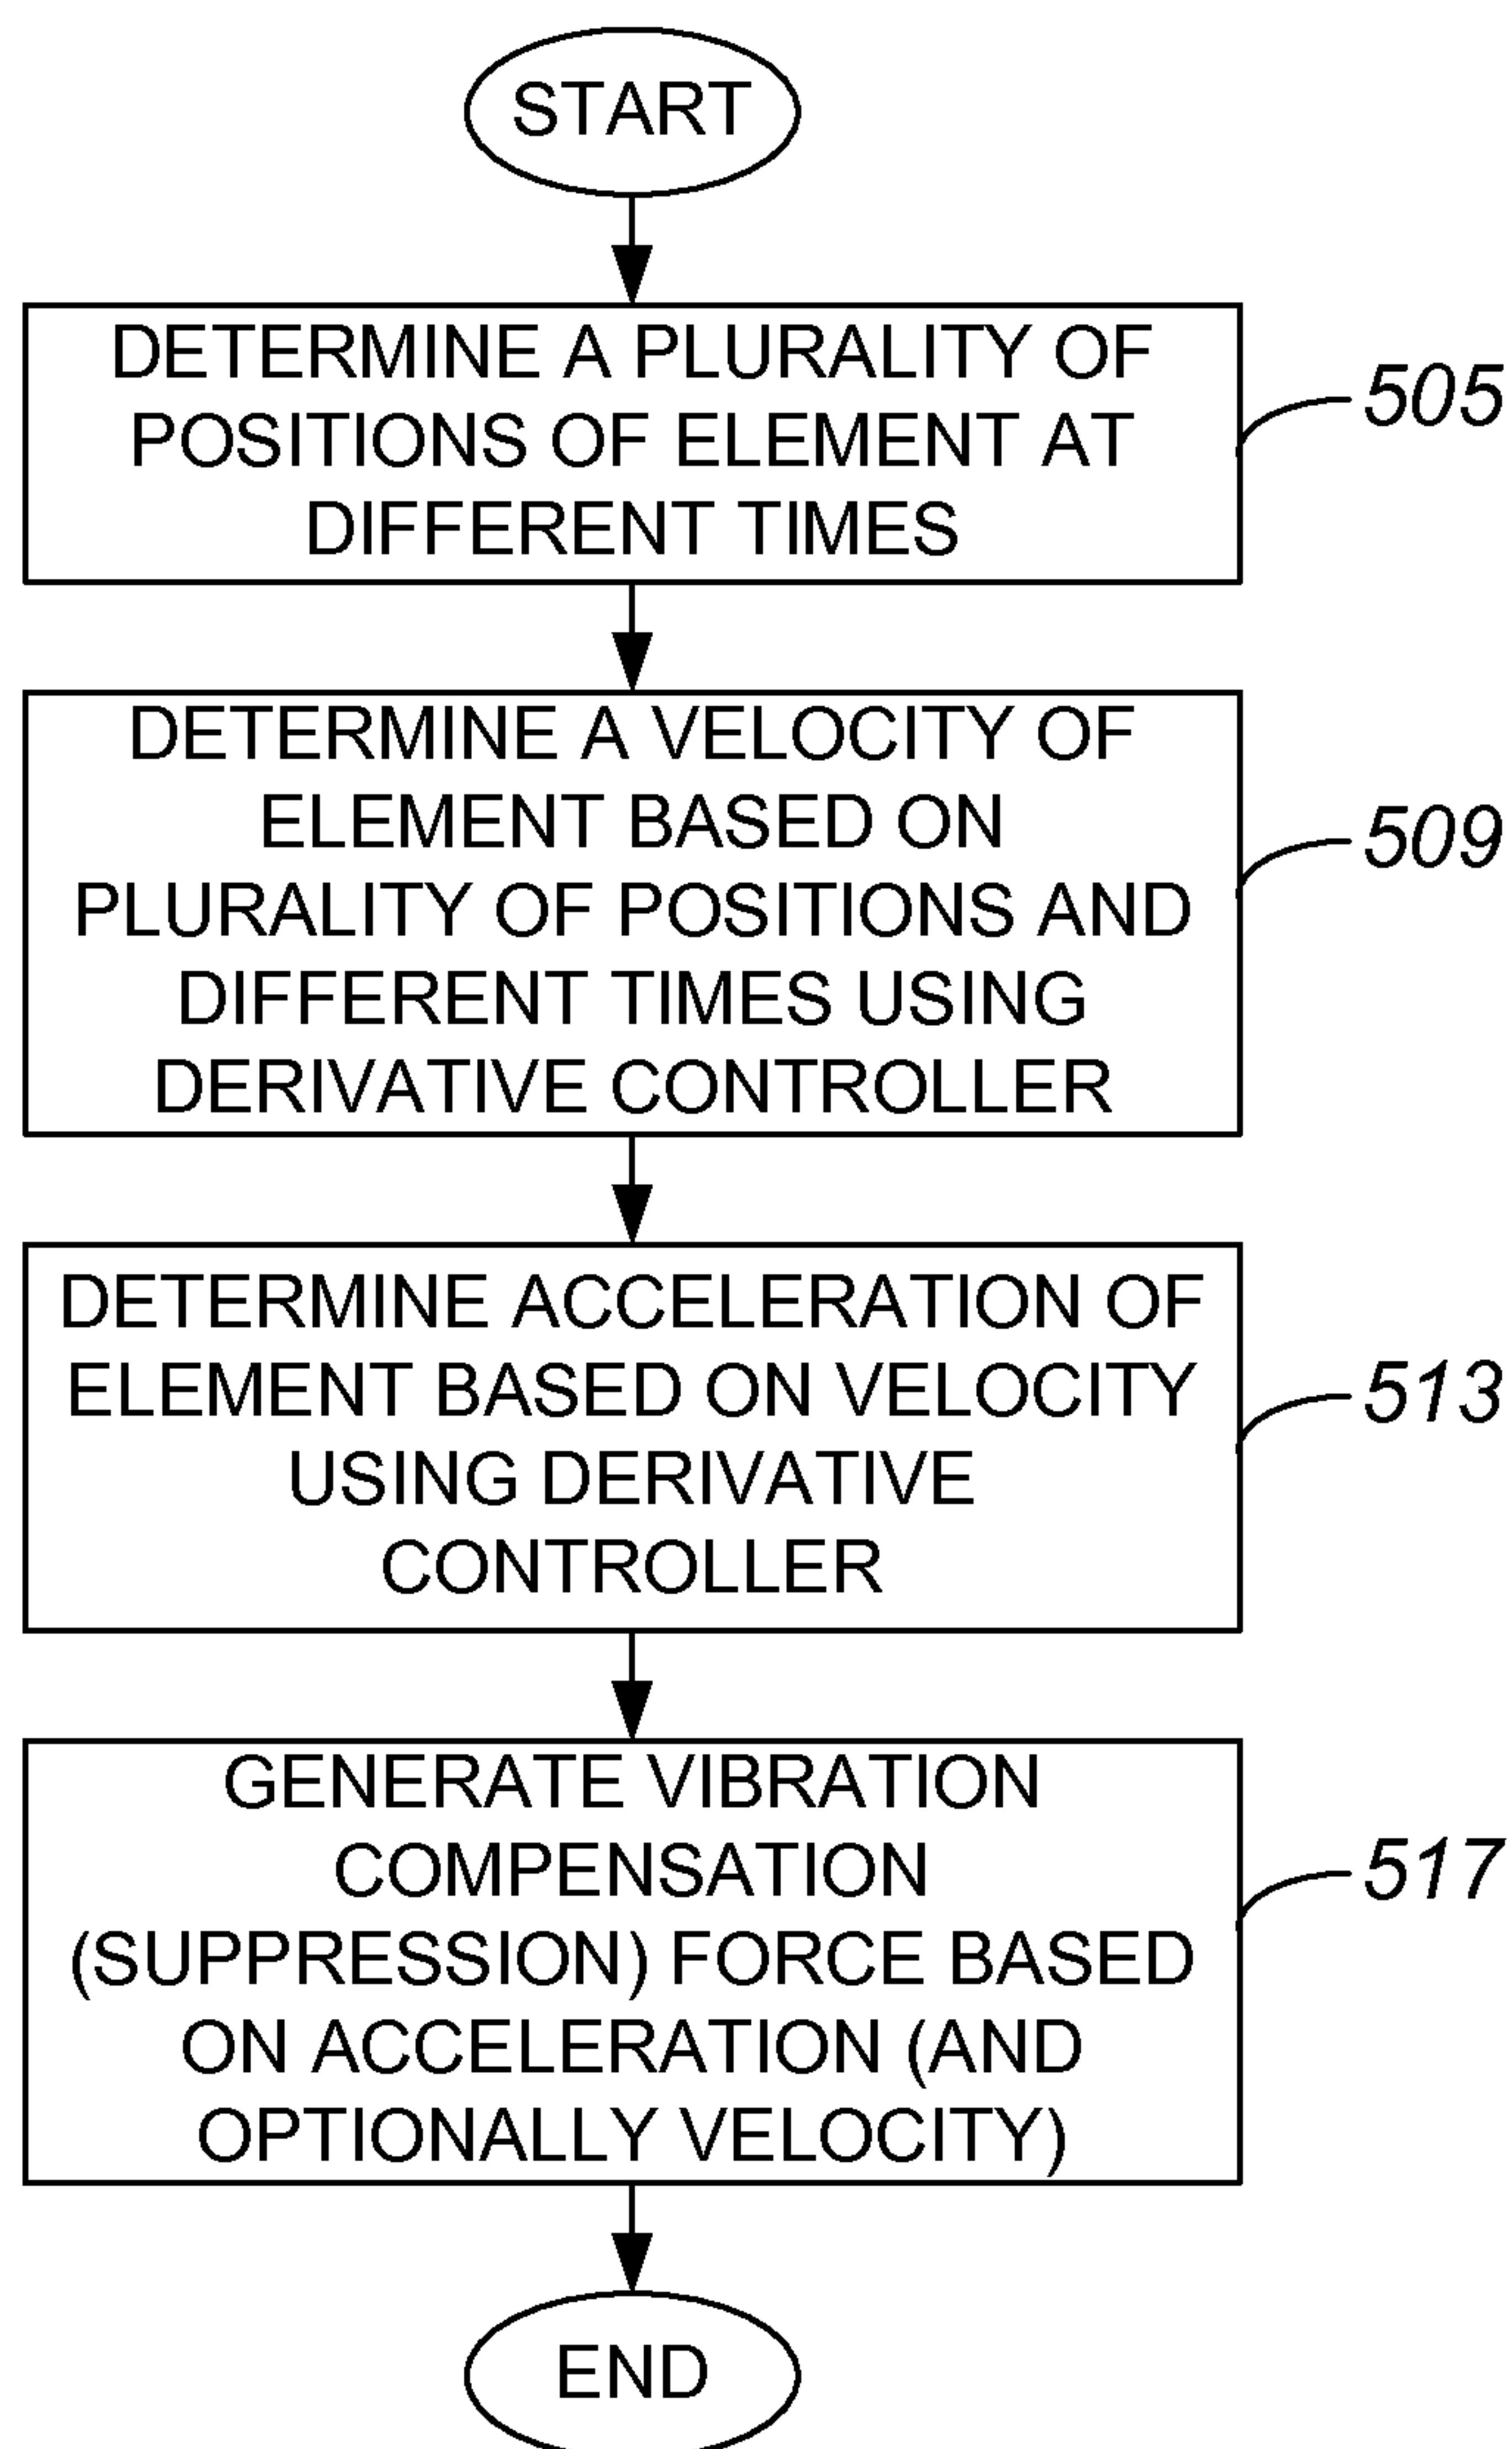 START
DETERMINE A PLURALITY OF
POSITIONS OF ELEMENT AT
DIFFERENT TIMES
505
DETERMINE A VELOCITY OF
ELEMENT BASED ON
PLURALITY OF POSITIONS AND
DIFFERENT TIMES USING
DERIVATIVE CONTROLLER
509
DETERMINE ACCELERATION OF
ELEMENT BASED ON VELOCITY
USING DERIVATIVE
CONTROLLER
513
GENERATE VIBRATION
COMPENSATION
(SUPPRESSION) FORCE BASED
ON ACCELERATION (AND
OPTIONALLY VELOCITY)
517
END